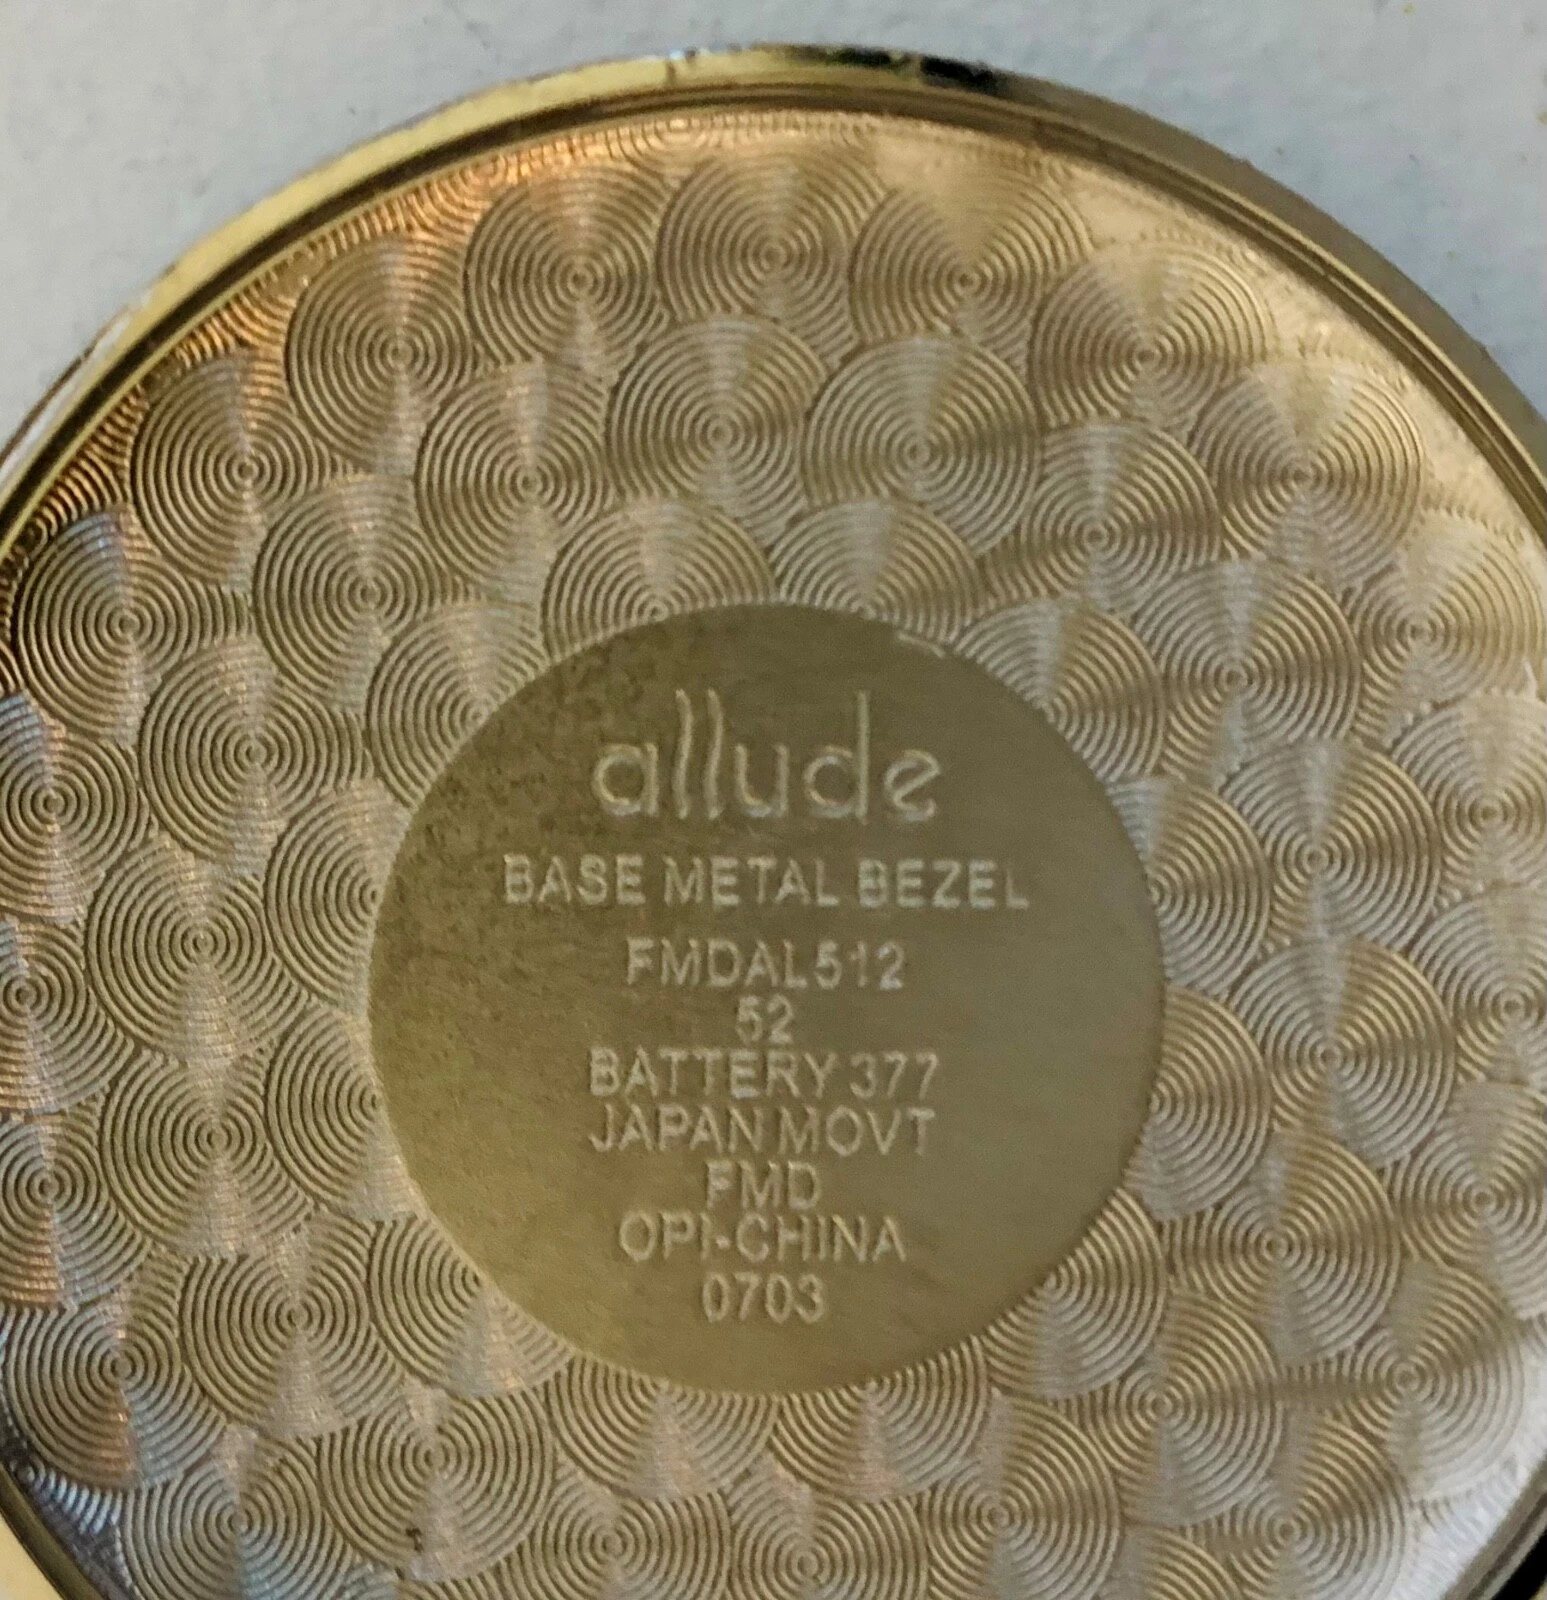 allude
BASE METAL BEZEL
FMDAL512
52
BATTERY 377
JAPAN MOVT
FMD
OPI-CHINA
0703